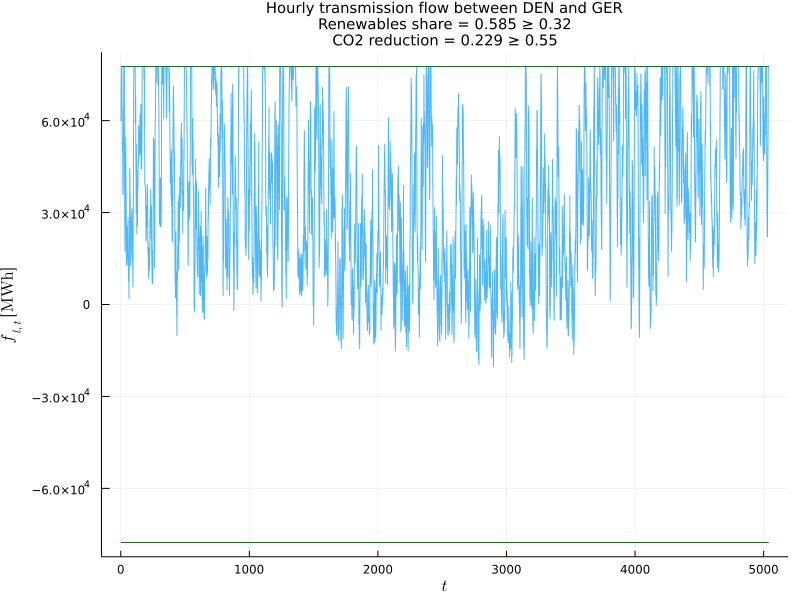 Hourly transmission flow between DEN and GER
Renewables share = 0.585 ≥ 0.32
CO2 reduction = 0.229 ≥ 0.55
6.0×10⁴
3.0×10⁴
0
−3.0×10⁴
−6.0×10⁴
f_{l,t} [MWh]
0 1000 2000 3000 4000 5000
t